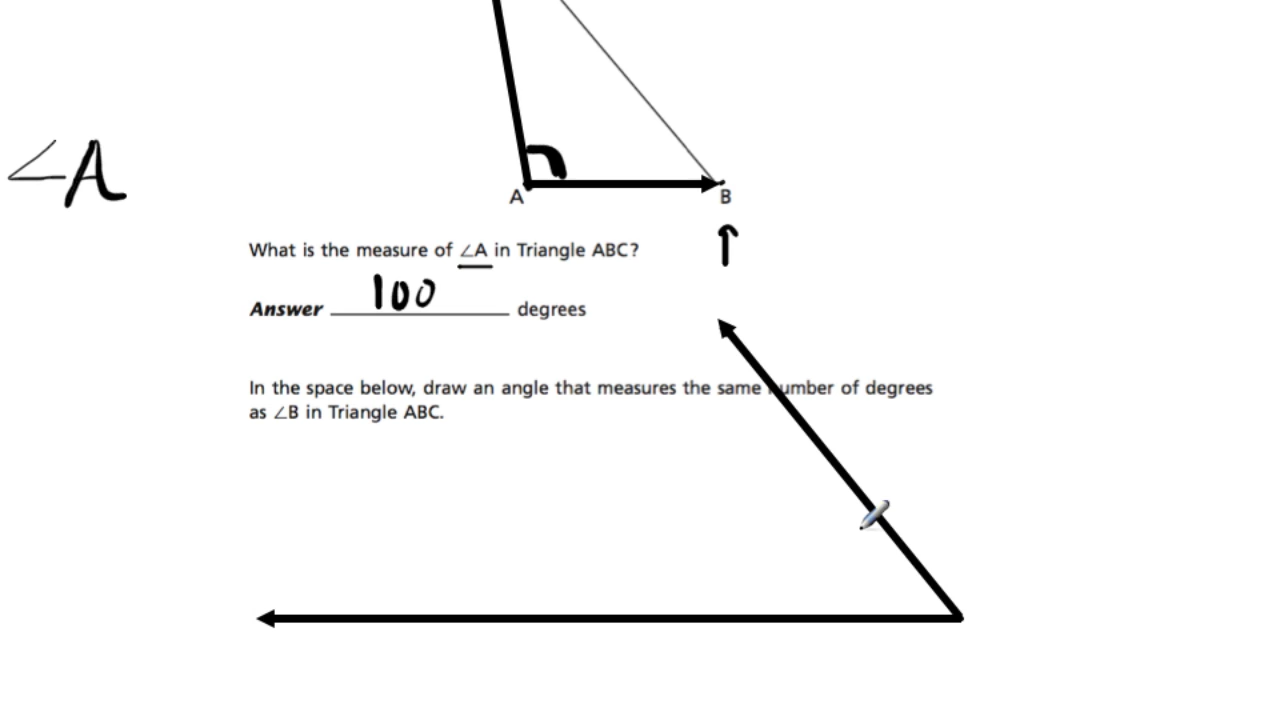 ∠A
A
B
What is the measure of ∠A in Triangle ABC?
Answer 100 degrees
In the space below, draw an angle that measures the same number of degrees
as ∠B in Triangle ABC.